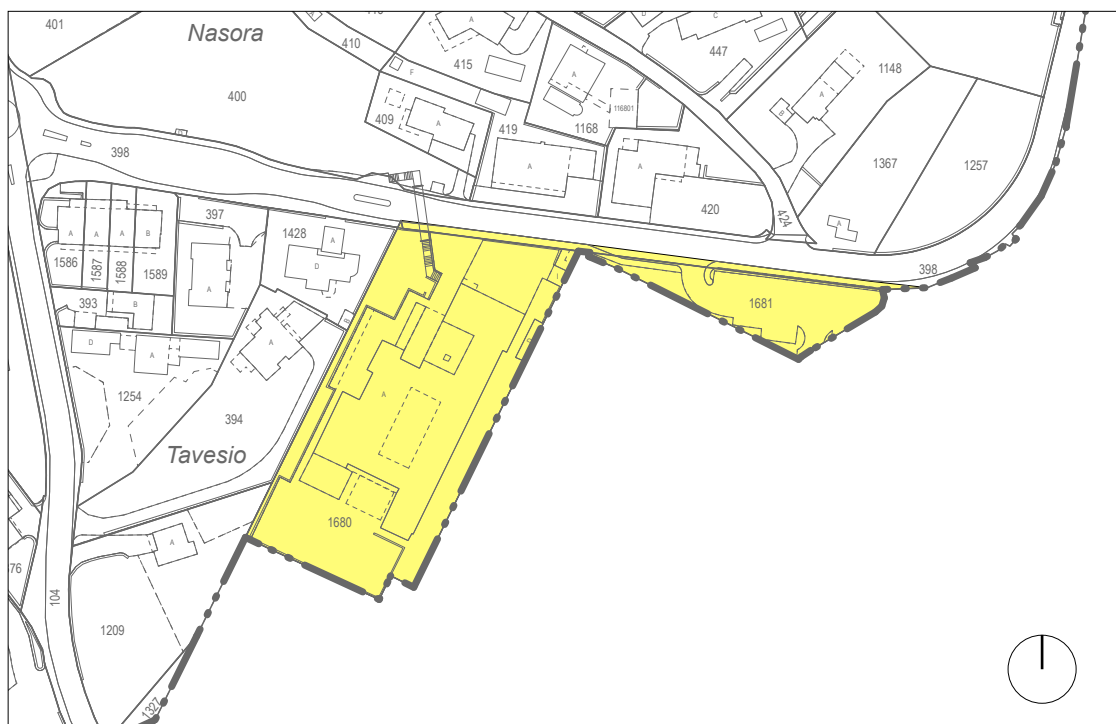 401
Nasora
410
415
A
A
D
C
447
A
1148
F
400
409
A
419
116801
1168
A
A
A
B
1367
1257
398
A
420
424
A
398
397
1428
A
D
A
A
A
B
1586
1587
1588
1589
A
393
B
D
A
A
B
1254
394
Tavesio
A
1681
1680
A
76
104
1209
1327